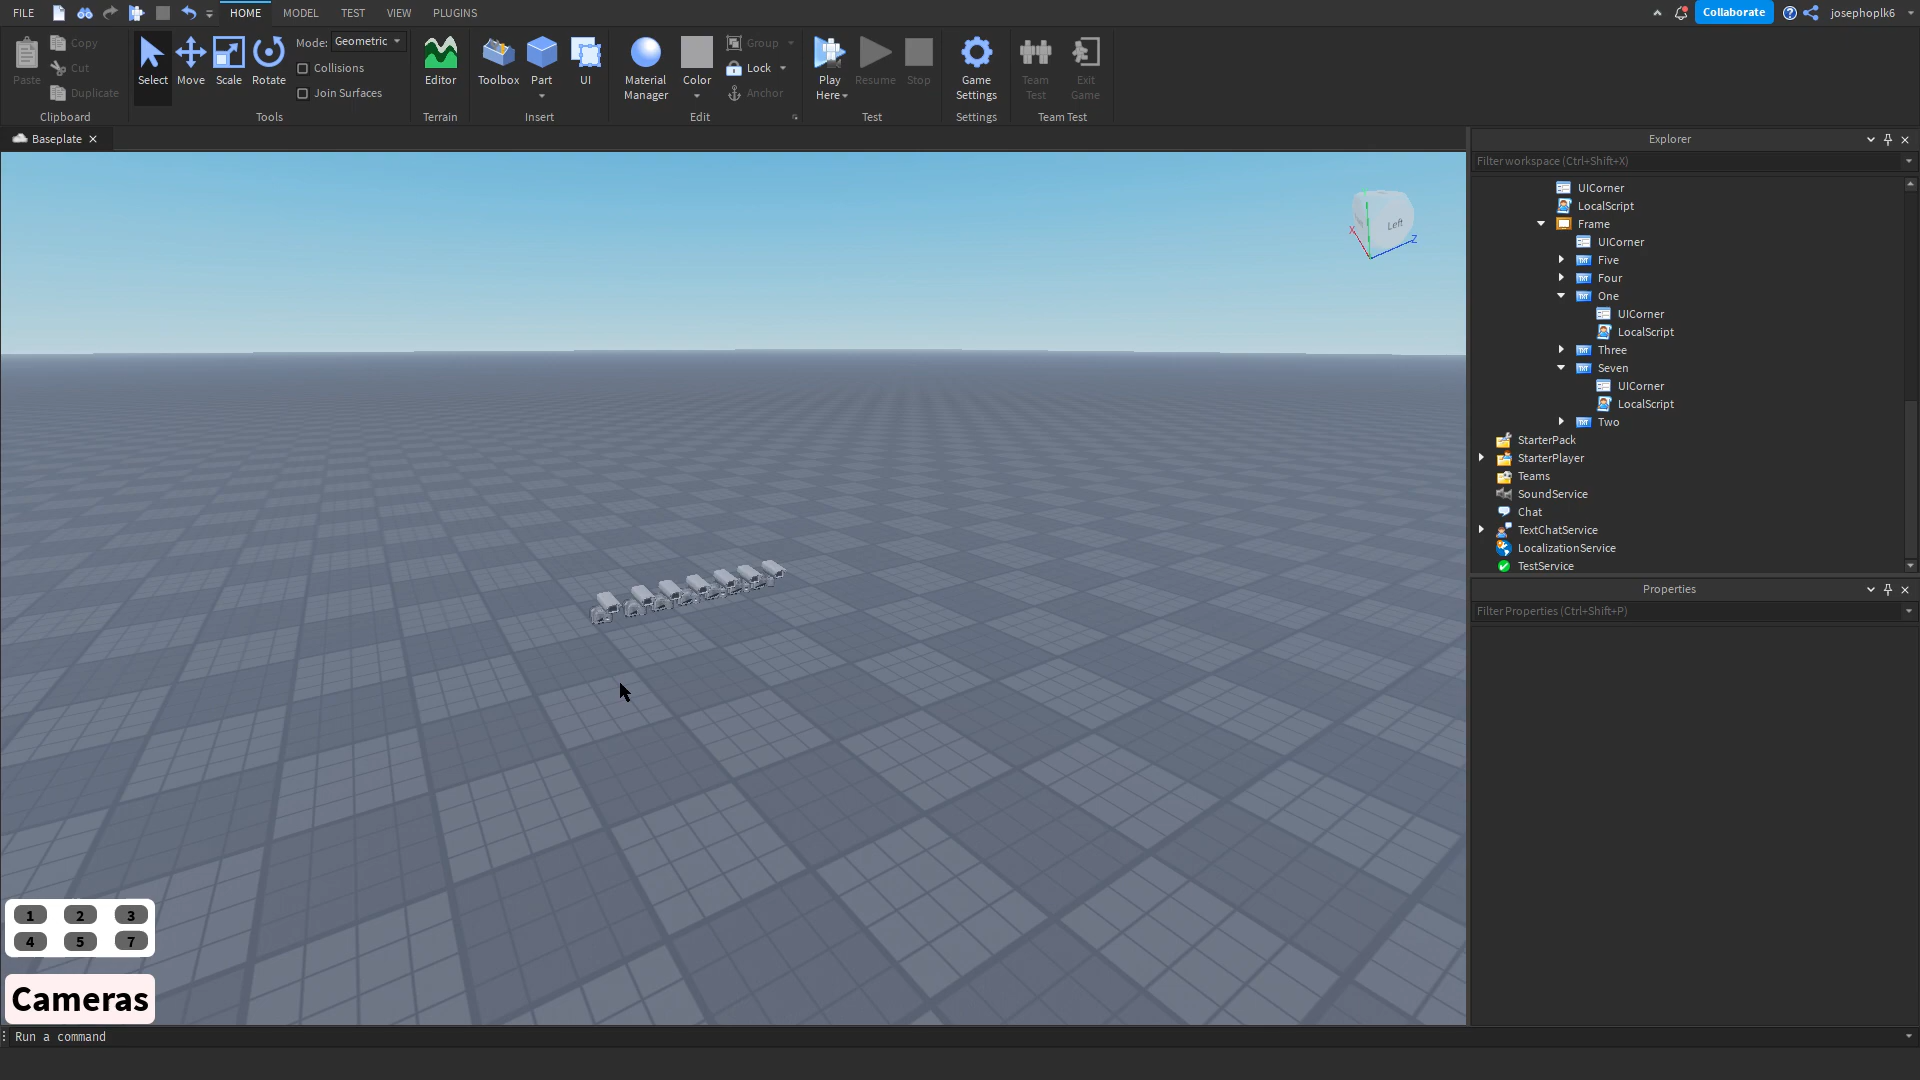 FILE HOME MODEL TEST VIEW PLUGINS Collaborate josephoplk6
Paste Copy Cut Duplicate
Clipboard
Select Move Scale Rotate
Mode: Geometric
Collisions
Join Surfaces
Tools
Editor
Terrain
Toolbox Part UI
Insert
Material Manager Color
Group
Lock
Anchor
Edit
Play Here Resume Stop
Test
Game Settings
Settings
Team Test Exit Game
Team Test
Baseplate
Left
X
Z
1 2 3
4 5 7
Cameras
Run a command
Explorer
Filter workspace (Ctrl+Shift+X)
UICorner
LocalScript
Frame
UICorner
Five
Four
One
UICorner
LocalScript
Three
Seven
UICorner
LocalScript
Two
StarterPack
StarterPlayer
Teams
SoundService
Chat
TextChatService
LocalizationService
TestService
Properties
Filter Properties (Ctrl+Shift+P)